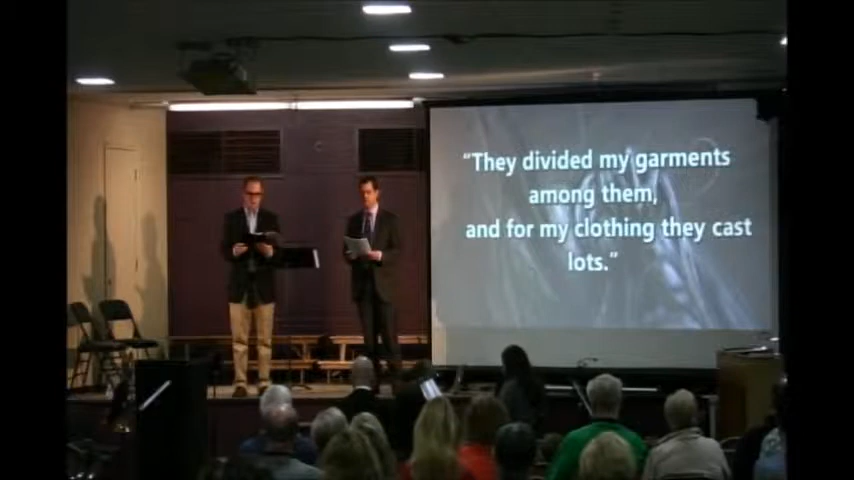 “They divided my garments
among them,
and for my clothing they cast
lots.”